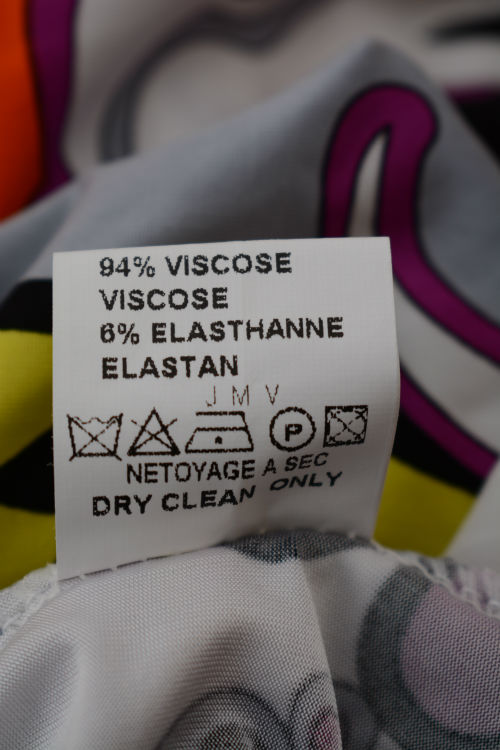 94% VISCOSE
VISCOSE
6% ELASTHANNE
ELASTAN
J M V
P
NETOYAGE A SEC
DRY CLEAN ONLY